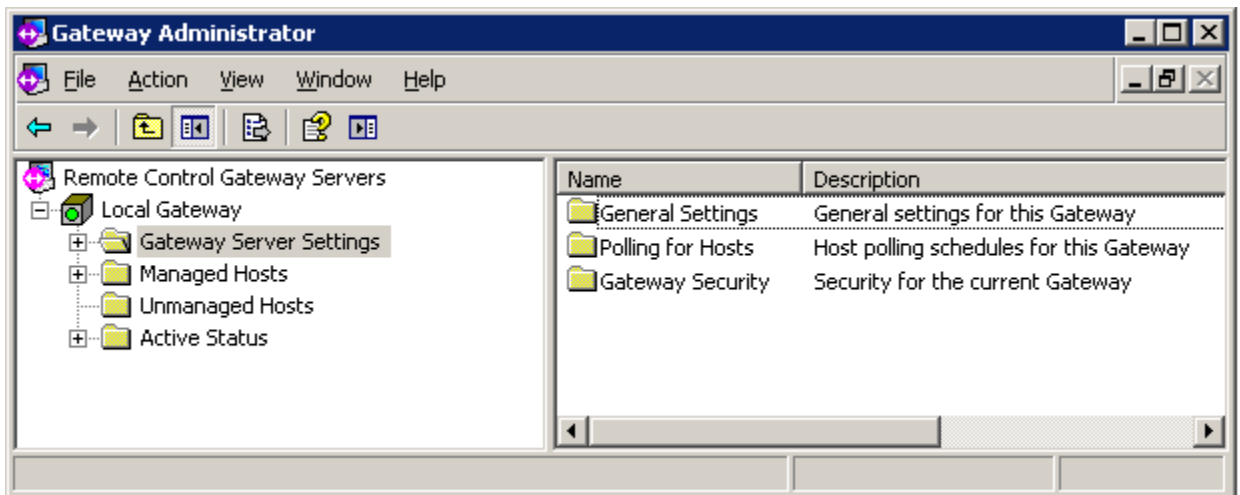 Gateway Administrator
File Action View Window Help
Remote Control Gateway Servers
Local Gateway
Gateway Server Settings
Managed Hosts
Unmanaged Hosts
Active Status
Name Description
General Settings General settings for this Gateway
Polling for Hosts Host polling schedules for this Gateway
Gateway Security Security for the current Gateway